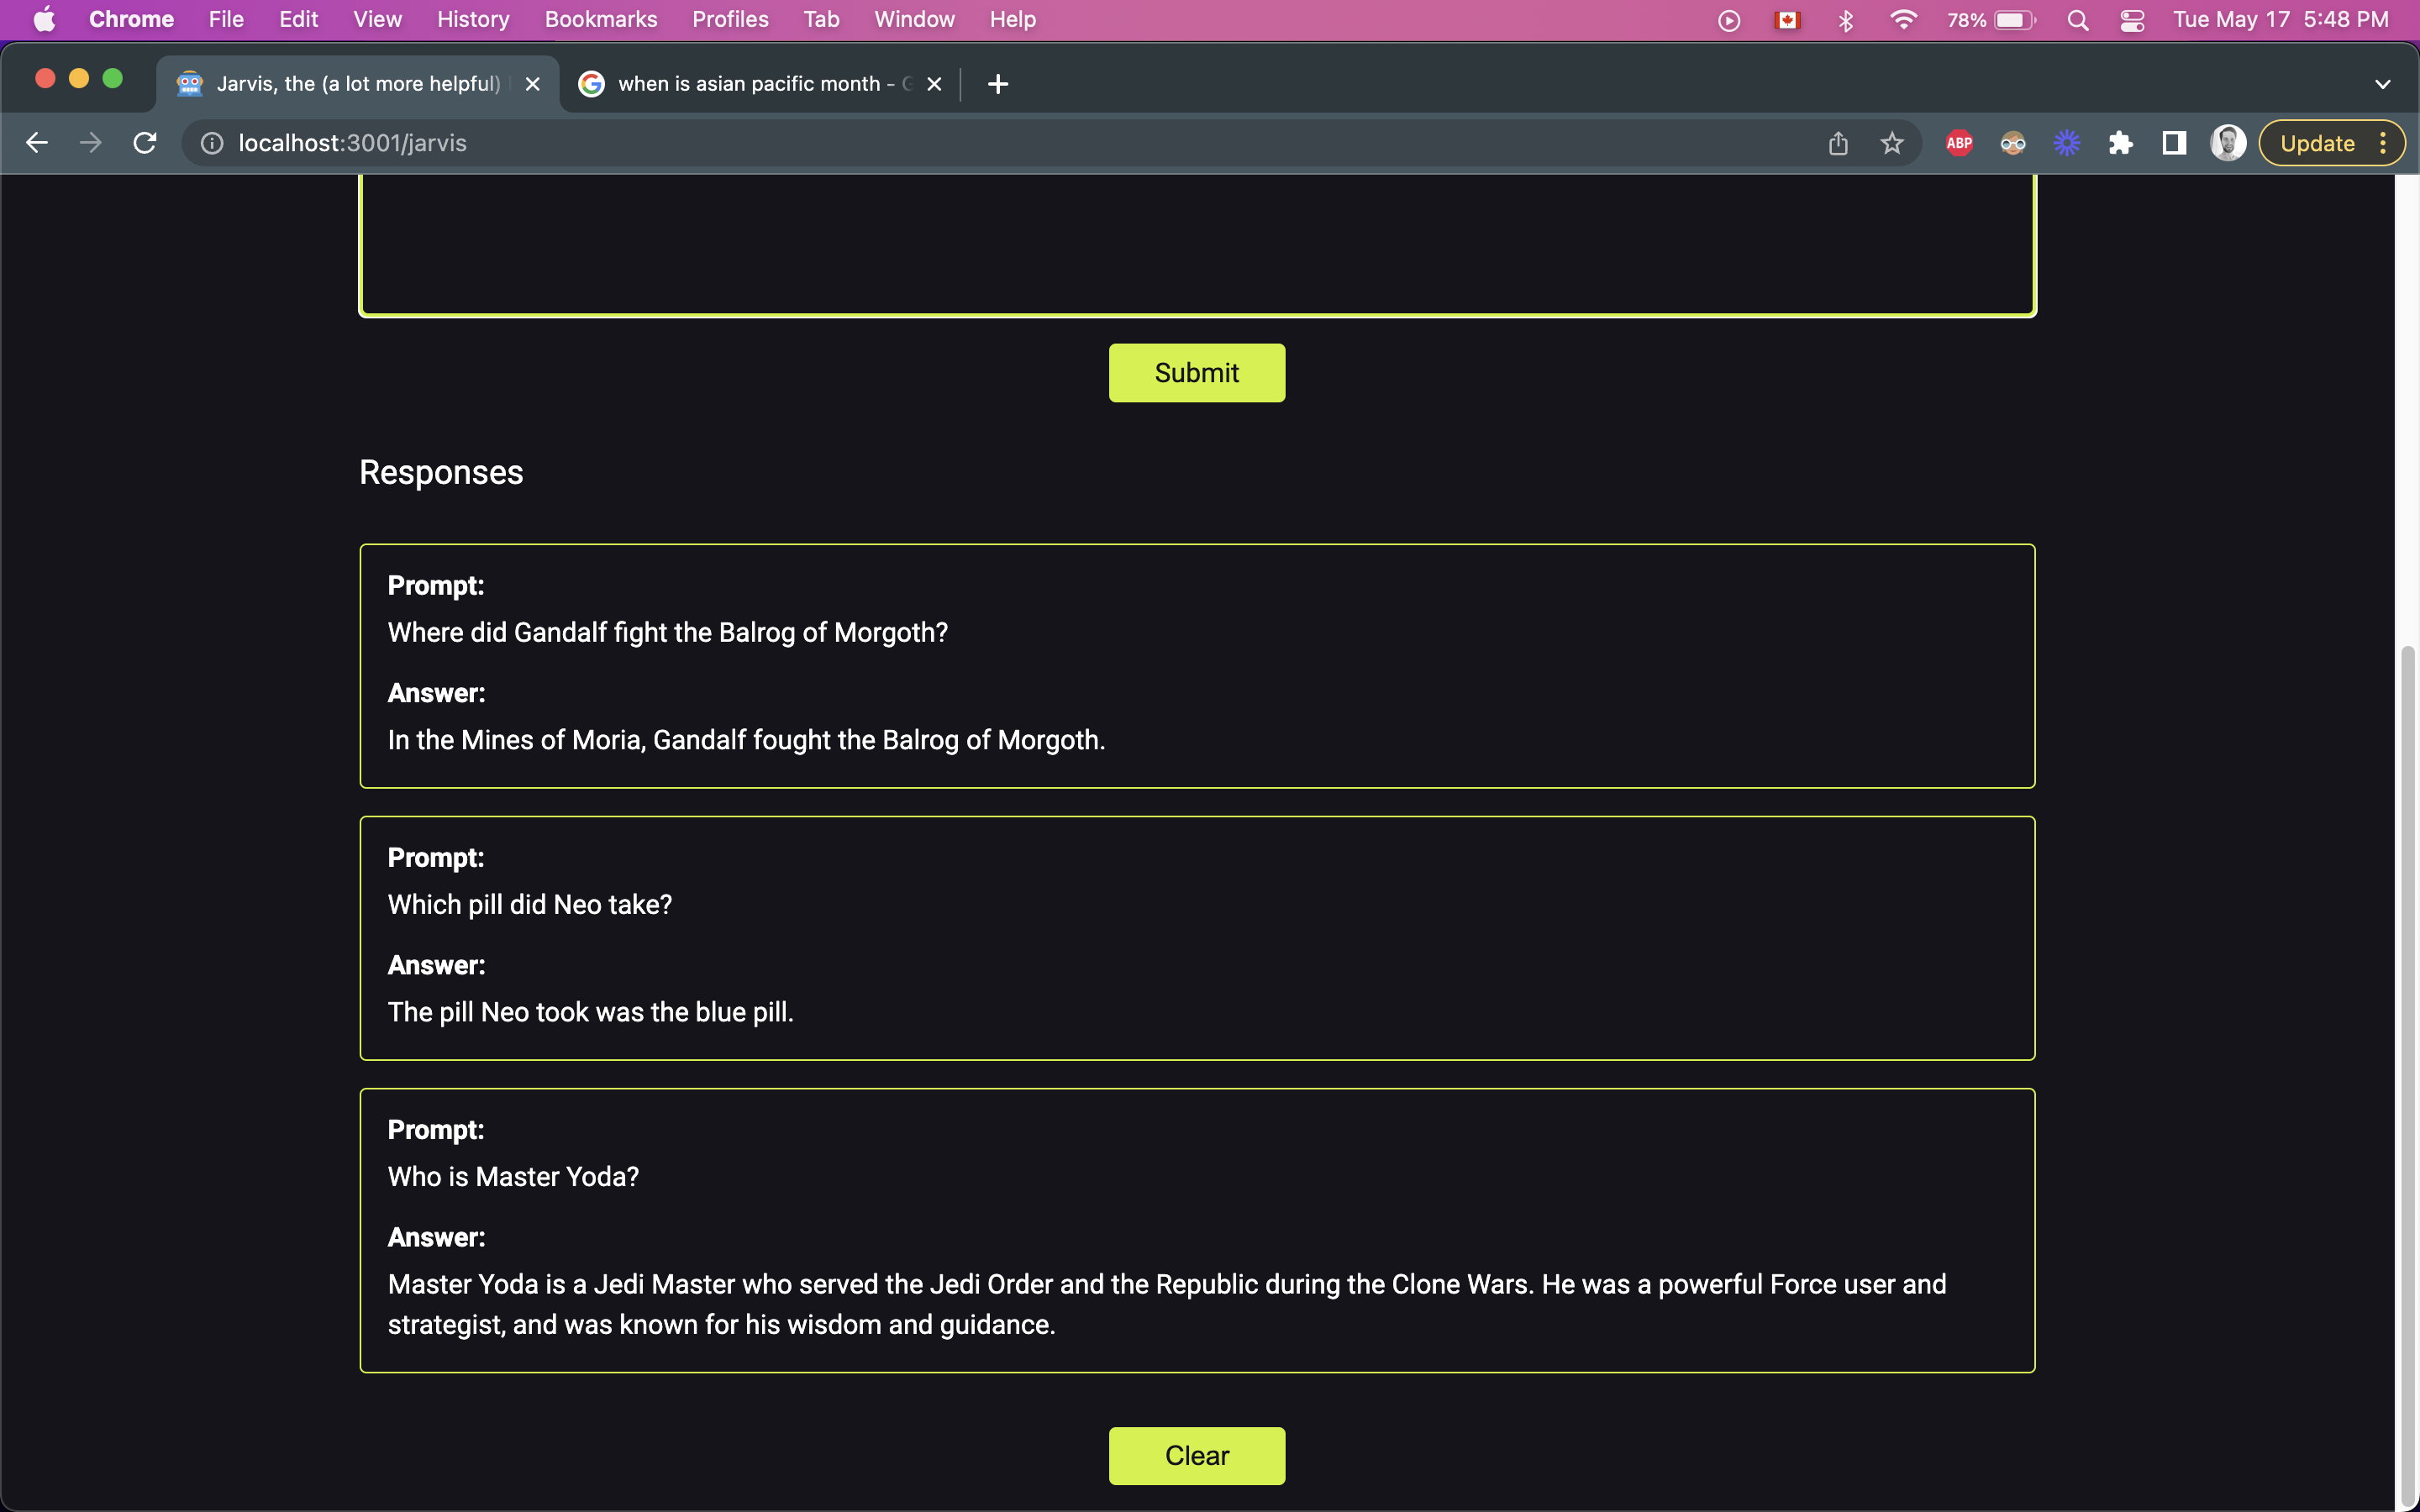 Chrome File Edit View History Bookmarks Profiles Tab Window Help 78% Tue May 17 5:48 PM
Jarvis, the (a lot more helpful) when is asian pacific month -
localhost:3001/jarvis ABP Update
Submit
Responses
Prompt:
Where did Gandalf fight the Balrog of Morgoth?
Answer:
In the Mines of Moria, Gandalf fought the Balrog of Morgoth.
Prompt:
Which pill did Neo take?
Answer:
The pill Neo took was the blue pill.
Prompt:
Who is Master Yoda?
Answer:
Master Yoda is a Jedi Master who served the Jedi Order and the Republic during the Clone Wars. He was a powerful Force user and
strategist, and was known for his wisdom and guidance.
Clear